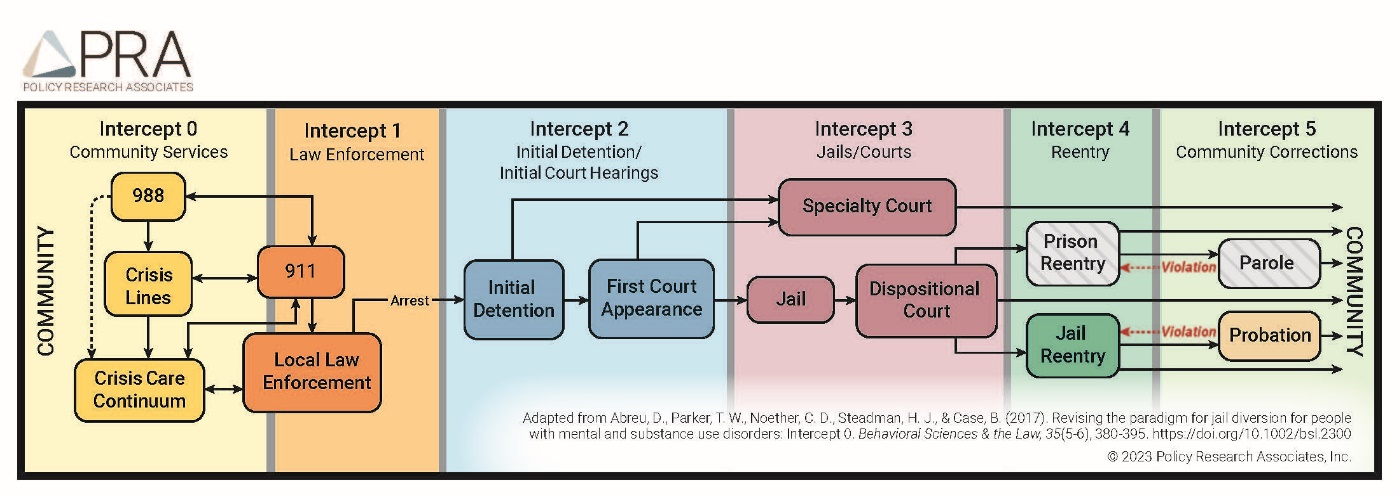 PRA
POLICY RESEARCH ASSOCIATES
Intercept 0
Community Services
Intercept 1
Law Enforcement
Intercept 2
Initial Detention/
Initial Court Hearings
Intercept 3
Jails/Courts
Intercept 4
Reentry
Intercept 5
Community Corrections
COMMUNITY
988
Crisis
Lines
Crisis Care
Continuum
911
Local Law
Enforcement
Arrest
Initial
Detention
First Court
Appearance
Specialty Court
Jail
Dispositional
Court
Prison
Reentry
Violation
Parole
Jail
Reentry
Violation
Probation
COMMUNITY
Adapted from Abreu, D., Parker, T. W., Noether, C. D., Steadman, H. J., & Case, B. (2017). Revising the paradigm for jail diversion for people
with mental and substance use disorders: Intercept 0. Behavioral Sciences & the Law, 35(5-6), 380-395. https://doi.org/10.1002/bsl.2300
© 2023 Policy Research Associates, Inc.